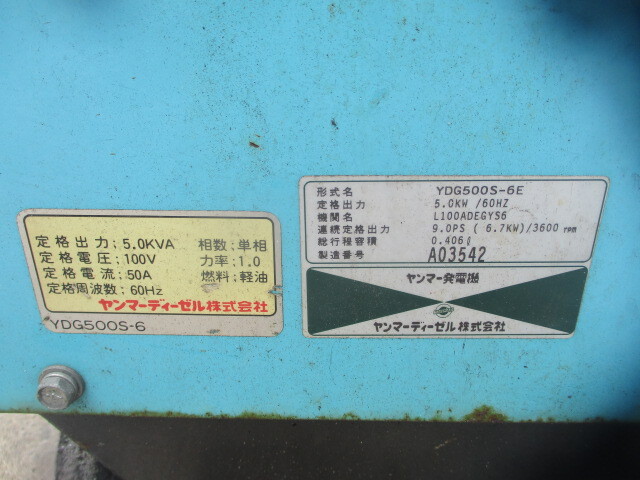 定格出力:5.0KVA 相数:単相
定格電圧:100V 力率:1.0
定格電流:50A 燃料:軽油
定格周波数:60Hz
ヤンマーディーゼル株式会社
YDG500S-6
形式名 YDG500S-6E
定格出力 5.0KW /60HZ
機関名 L100ADEGYS6
連続定格出力 9.0PS ( 6.7KW)/3600 rpm
総行程容積 0.406ℓ
製造番号 A03542
ヤンマー発電機
ヤンマーディーゼル株式会社